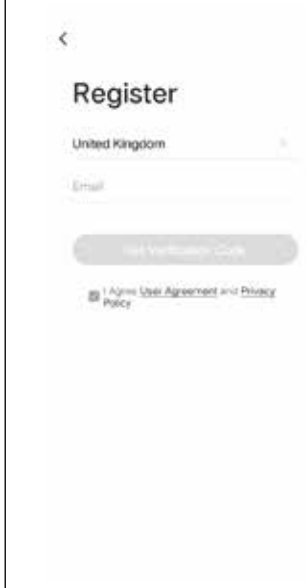 Register
United Kingdom
Email
Get Verification Code
I Agree User Agreement and Privacy
Policy